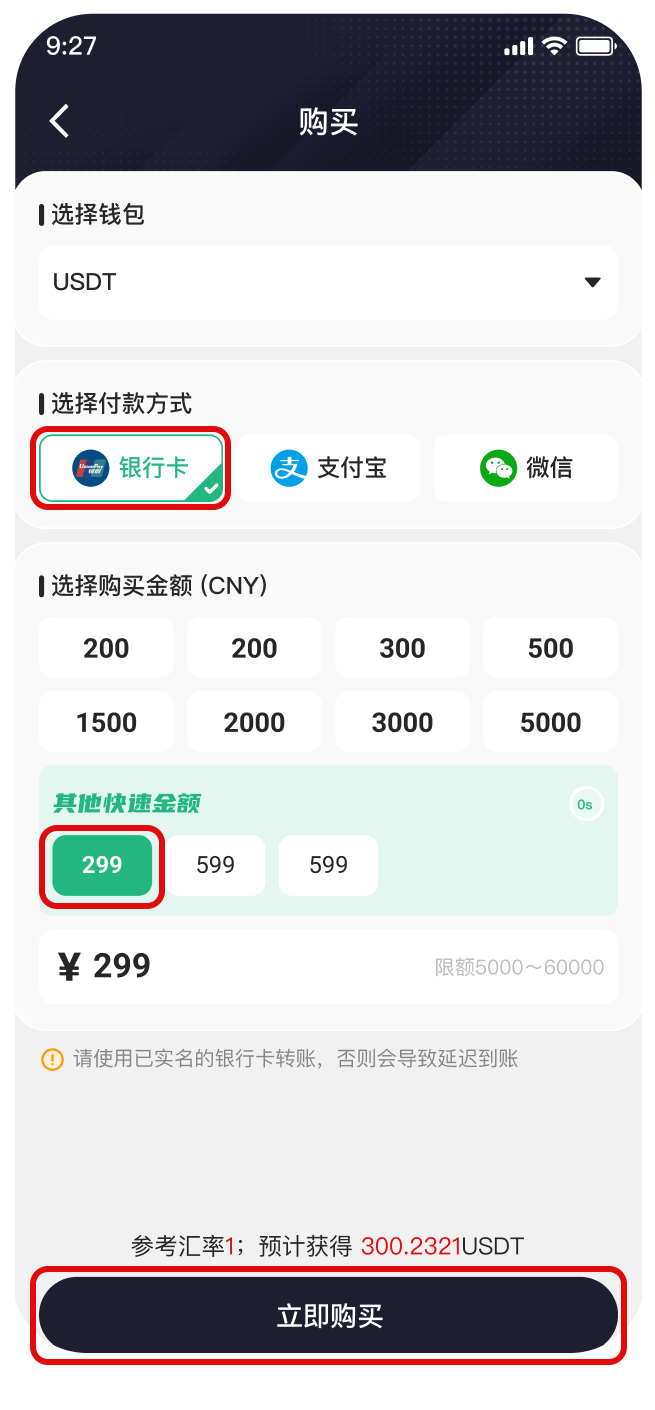 9:27
购买
选择钱包
USDT
选择付款方式
UnionPay 银联 银行卡 支 支付宝 微信
选择购买金额 (CNY)
200 200 300 500
1500 2000 3000 5000
其他快速金额 0s
299 599 599
¥ 299 限额5000～60000
请使用已实名的银行卡转账，否则会导致延迟到账
参考汇率1；预计获得 300.2321USDT
立即购买